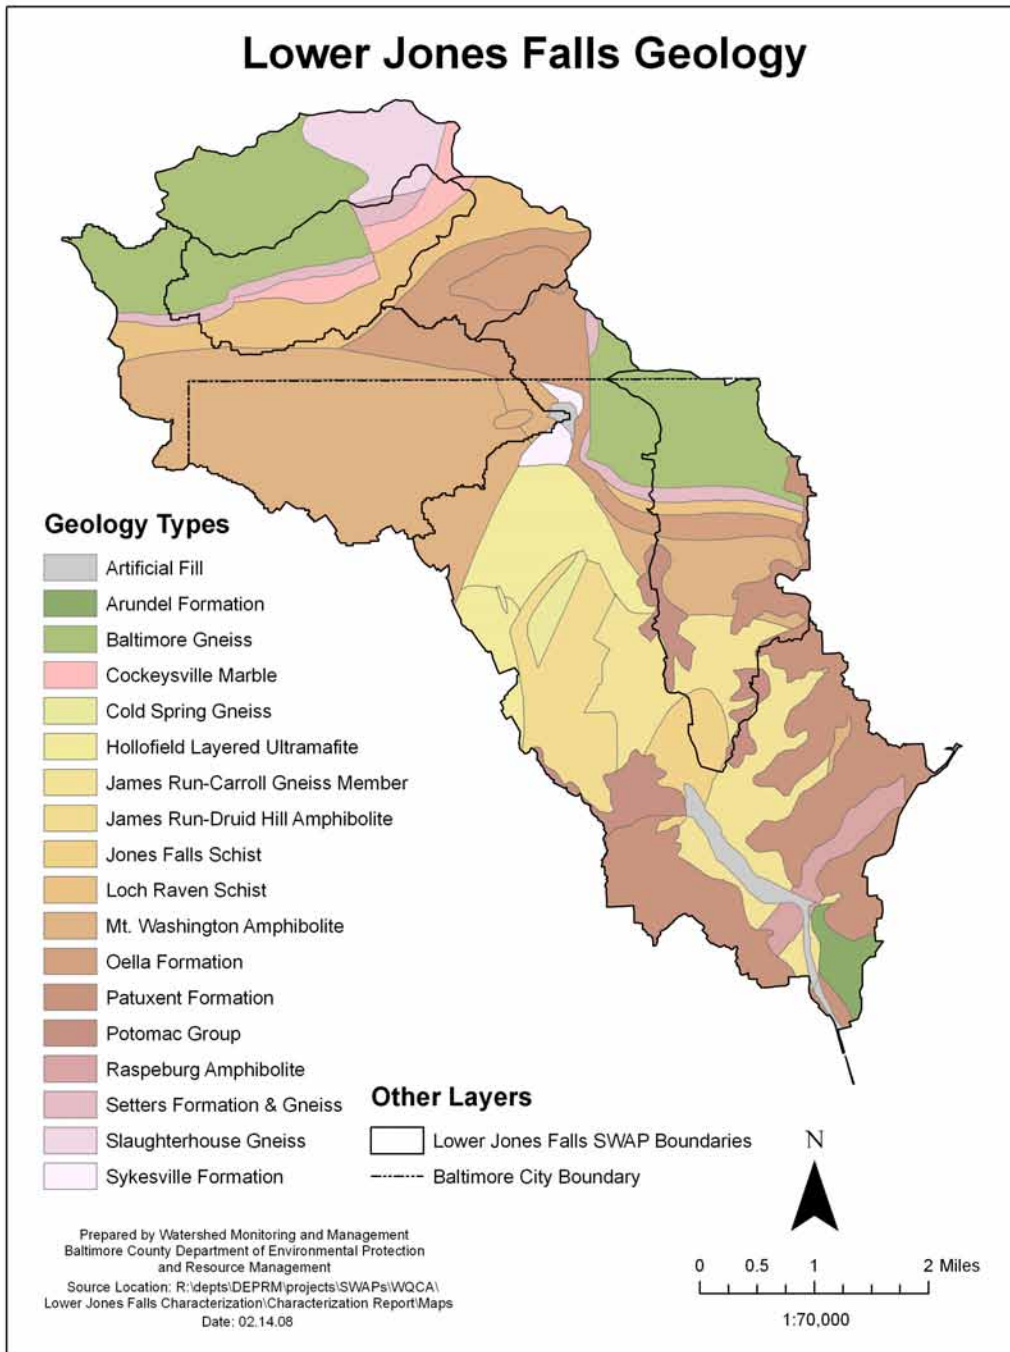 Lower Jones Falls Geology
Geology Types
Artificial Fill
Arundel Formation
Baltimore Gneiss
Cockeysville Marble
Cold Spring Gneiss
Hollofield Layered Ultramafite
James Run-Carroll Gneiss Member
James Run-Druid Hill Amphibolite
Jones Falls Schist
Loch Raven Schist
Mt. Washington Amphibolite
Oella Formation
Patuxent Formation
Potomac Group
Raspeburg Amphibolite
Setters Formation & Gneiss
Slaughterhouse Gneiss
Sykesville Formation
Other Layers
Lower Jones Falls SWAP Boundaries
Baltimore City Boundary
N
Prepared by Watershed Monitoring and Management
Baltimore County Department of Environmental Protection
and Resource Management
Source Location: R:\depts\DEPRM\projects\SWAPs\WQCA\
Lower Jones Falls Characterization\Characterization Report\Maps
Date: 02.14.08
0 0.5 1 2 Miles
1:70,000